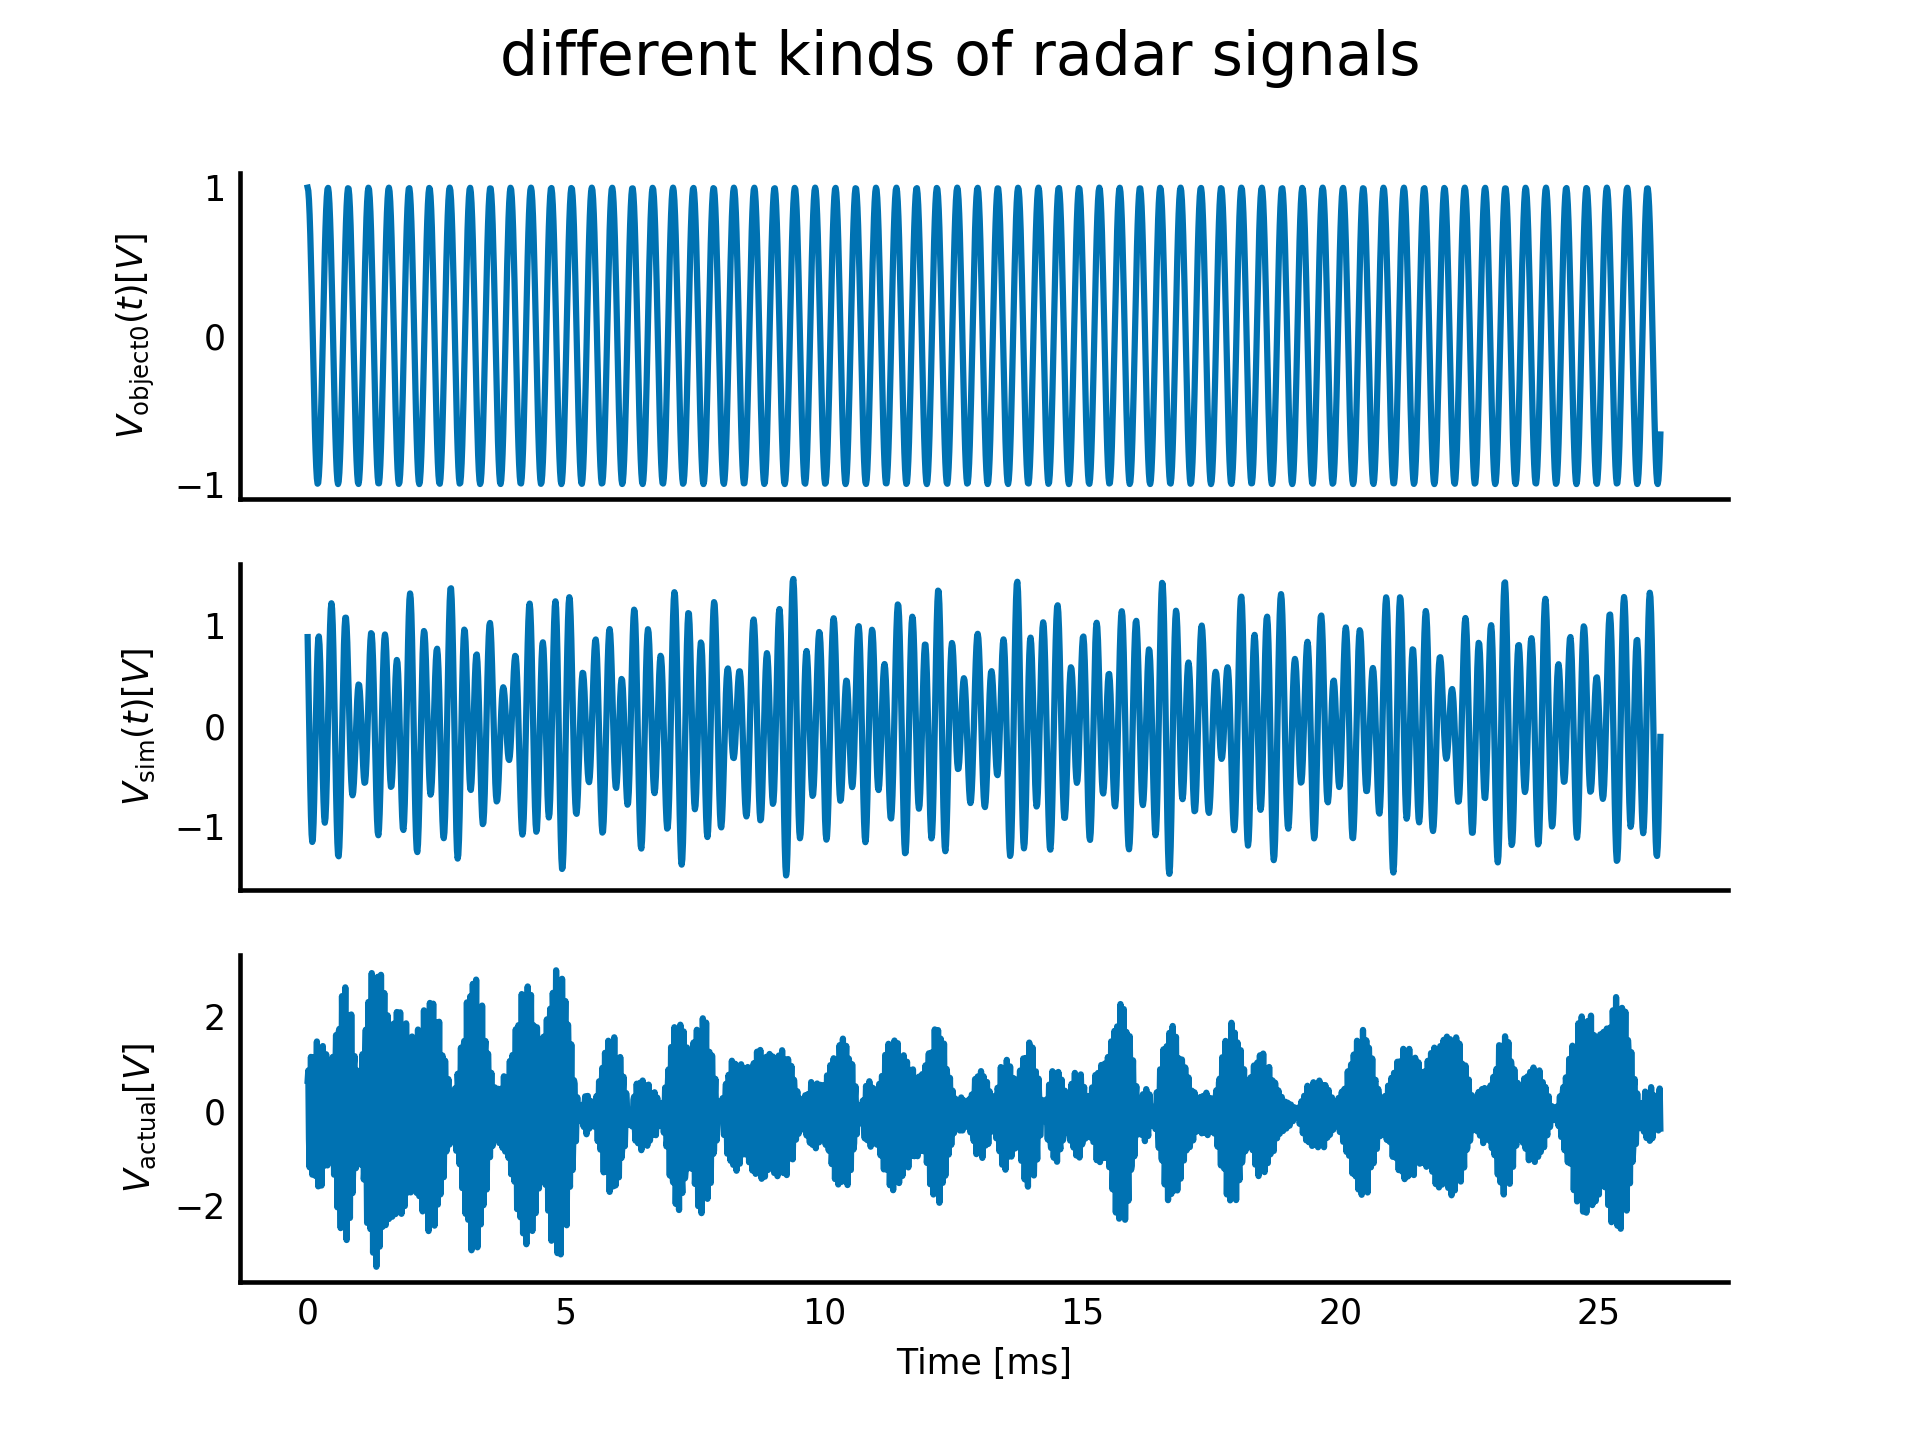 different kinds of radar signals
V_object0(t)[V]
1
0
−1
V_sim(t)[V]
1
0
−1
V_actual[V]
2
0
−2
0 5 10 15 20 25
Time [ms]